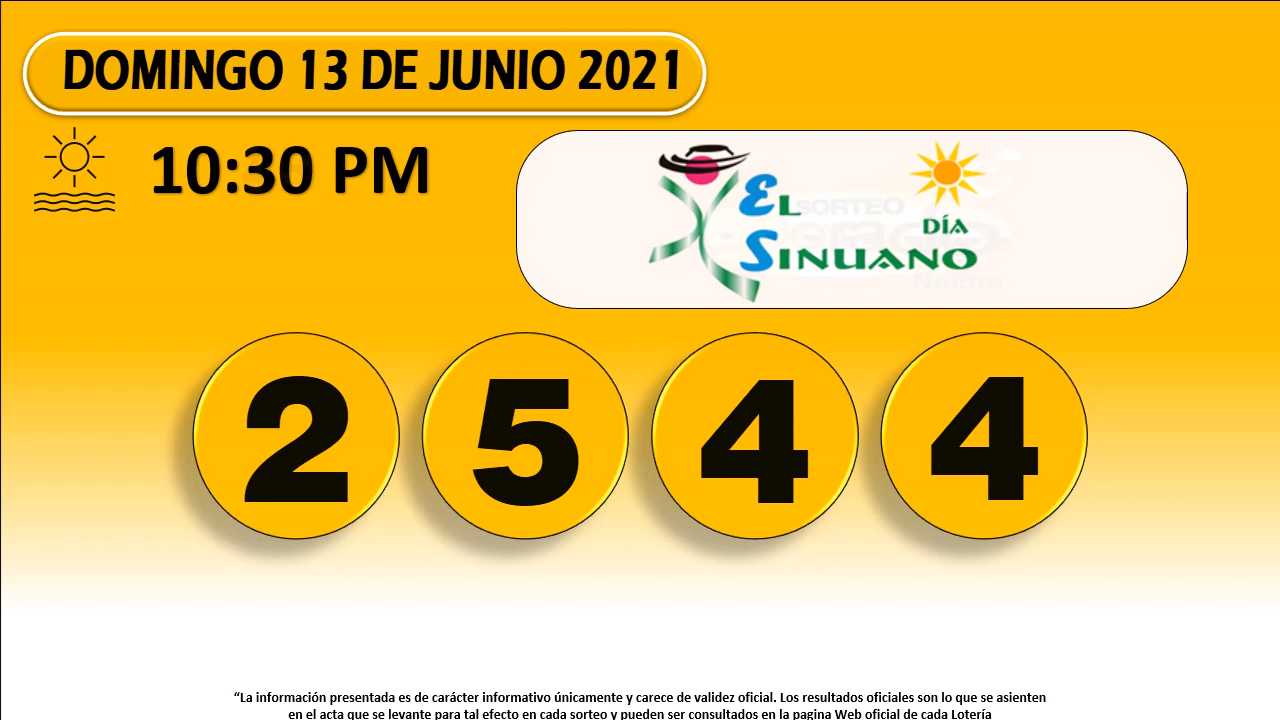 DOMINGO 13 DE JUNIO 2021
10:30 PM
EL
SORTEO
DÍA
SINUANO
Noche
2 5 4 4
“La información presentada es de carácter informativo únicamente y carece de validez oficial. Los resultados oficiales son lo que se asienten
en el acta que se levante para tal efecto en cada sorteo y pueden ser consultados en la pagina Web oficial de cada Lotería